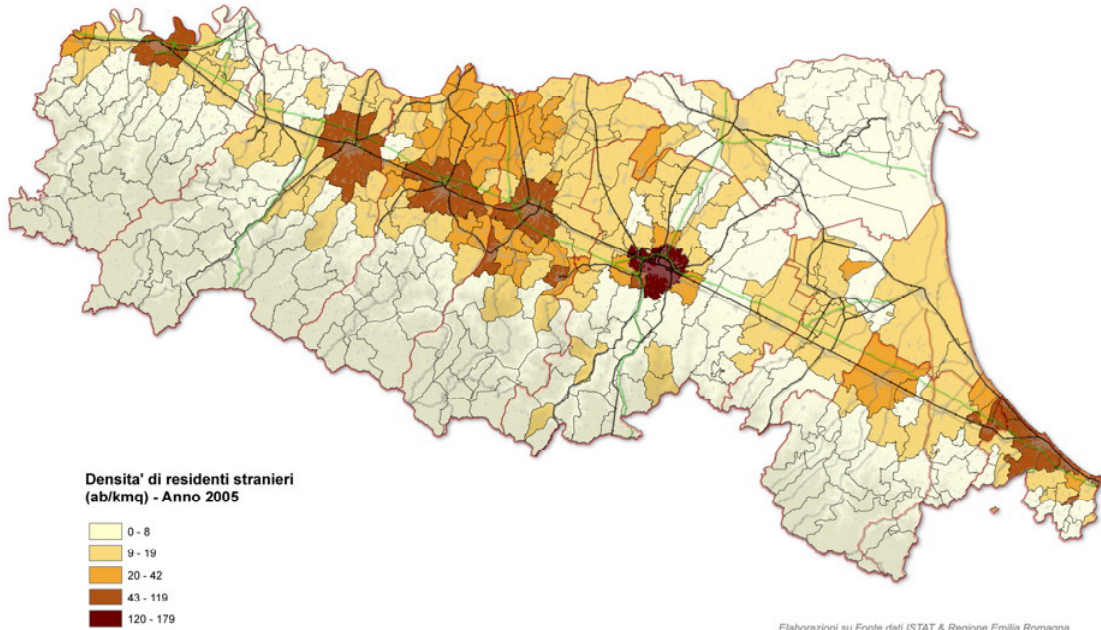 Densita' di residenti stranieri
(ab/kmq) - Anno 2005
0 - 8
9 - 19
20 - 42
43 - 119
120 - 179
Elaborazioni su Fonte dati ISTAT & Regione Emilia Romagna